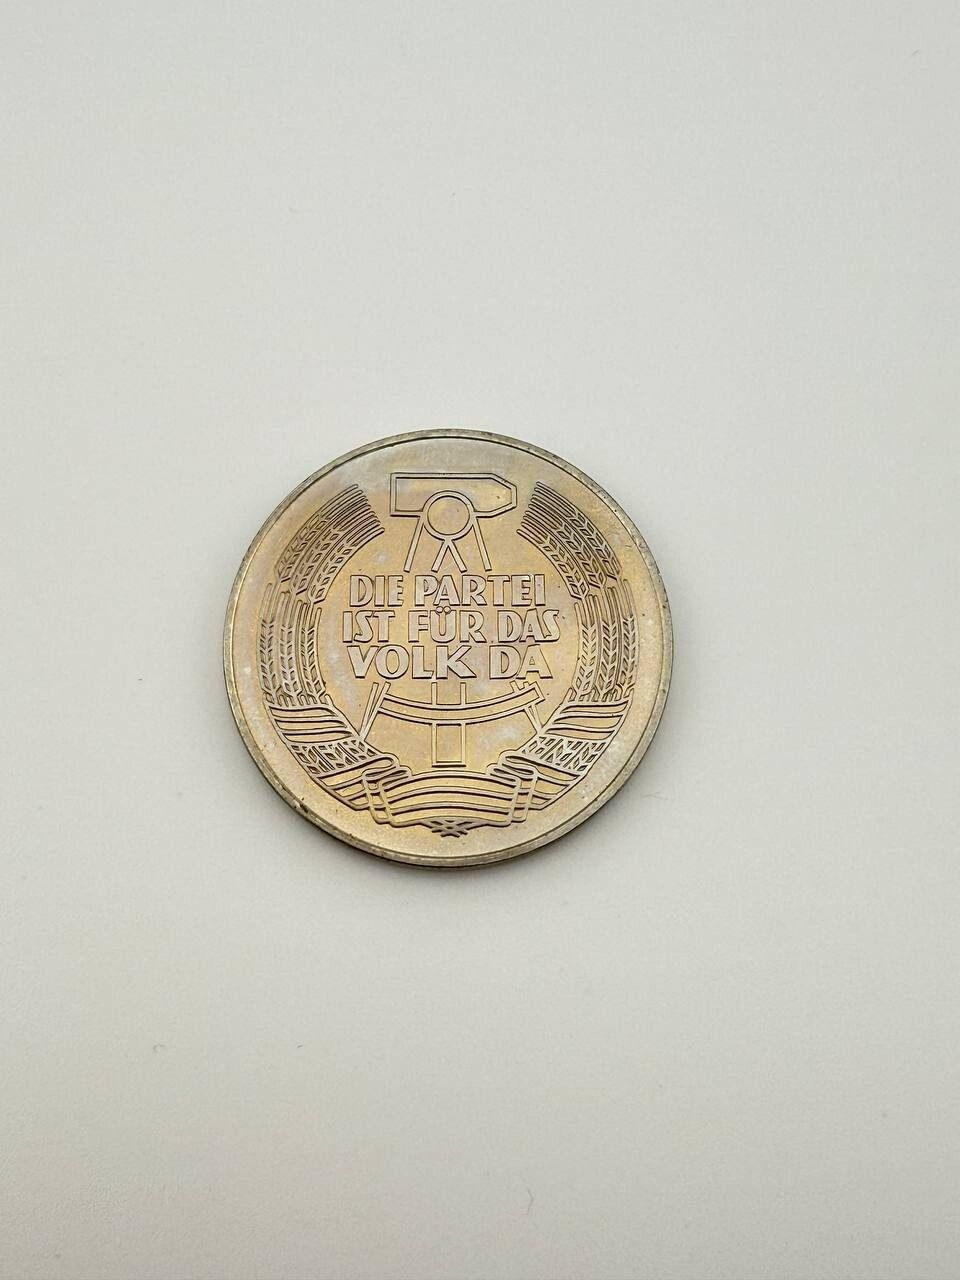 DIE PARTEI
IST FÜR DAS
VOLK DA